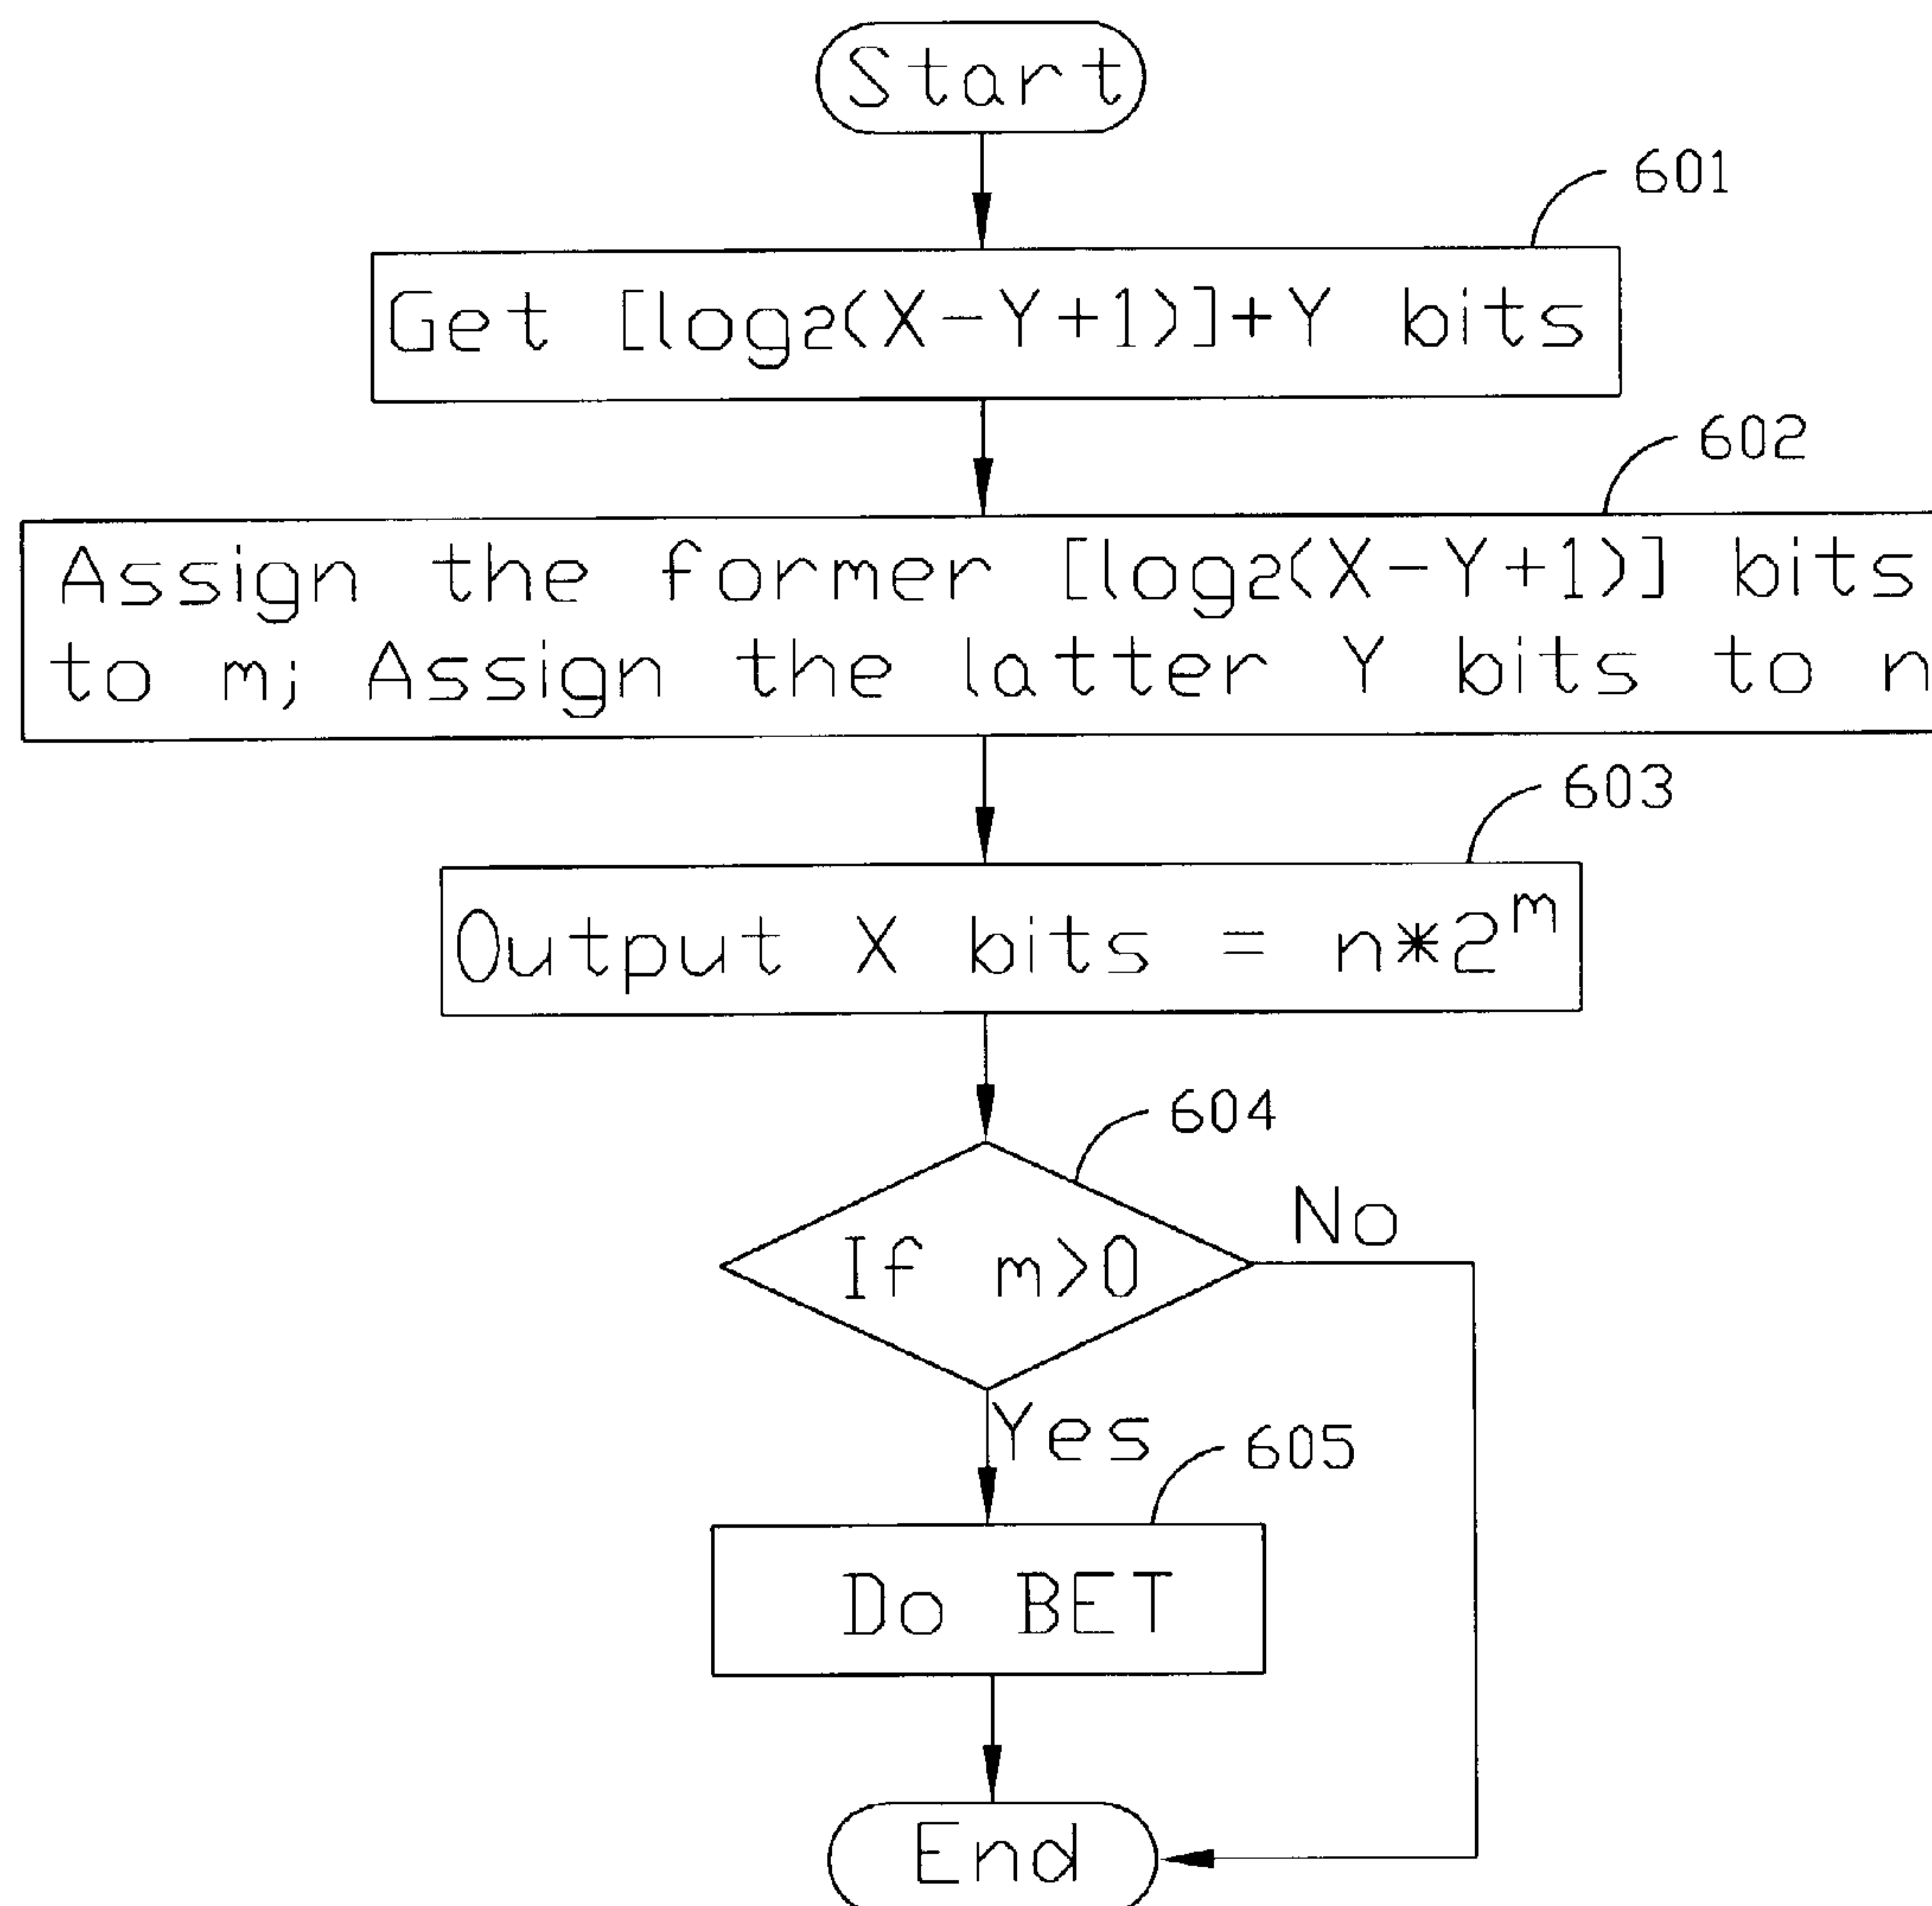 Start
601
Get [log₂(X-Y+1)]+Y bits
602
Assign the former [log₂(X-Y+1)] bits
to m; Assign the latter Y bits to n
603
Output X bits = n*2ᵐ
604
If m>0
No
Yes
605
Do BET
End